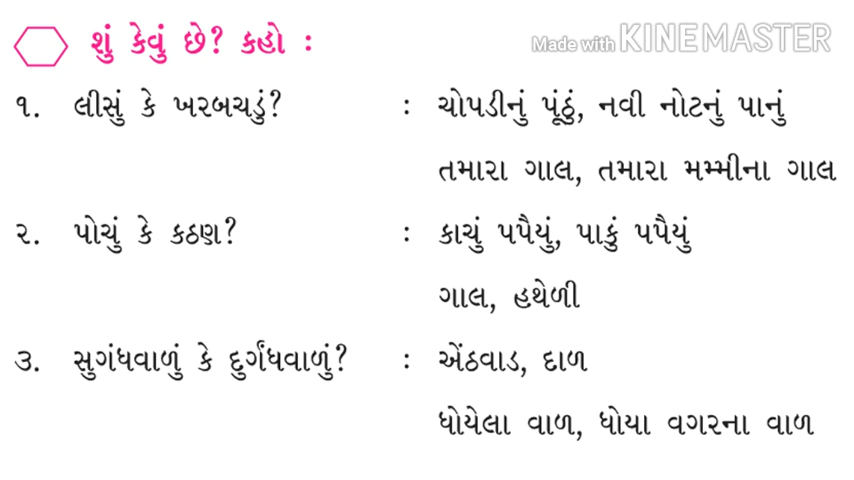 શું કેવું છે? કહો :
Made with KINEMASTER
૧. લીસું કે ખરબચડું? : ચોપડીનું પૂંઠું, નવી નોટનું પાનું
તમારા ગાલ, તમારા મમ્મીના ગાલ
૨. પોચું કે કઠણ? : કાચું પપૈયું, પાકું પપૈયું
ગાલ, હથેળી
૩. સુગંધવાળું કે દુર્ગંધવાળું? : એંઠવાડ, દાળ
ધોયેલા વાળ, ધોયા વગરના વાળ